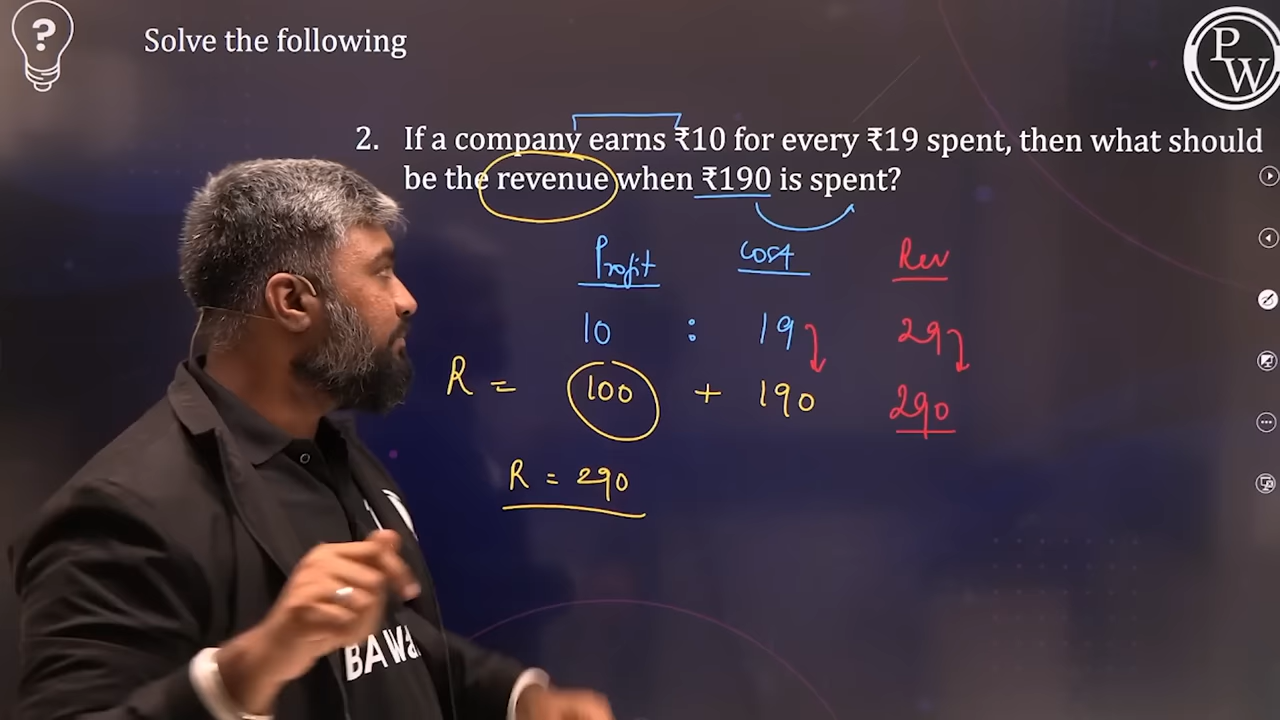 ?
Solve the following
PW
2. If a company earns ₹10 for every ₹19 spent, then what should
be the revenue when ₹190 is spent?
Profit Cost Rev
10 : 19 29
R = 100 + 190 290
R = 290